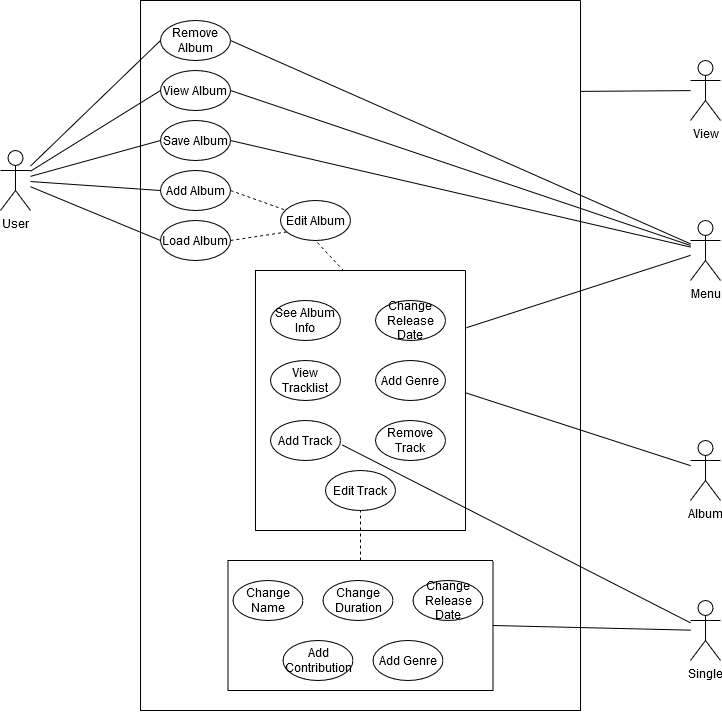 Remove
Album
View Album
View
Save Album
Add Album
User
Edit Album
Load Album
Menu
See Album
Info
Change
Release
Date
View
Tracklist
Add Genre
Add Track
Remove
Track
Edit Track
Album
Change
Name
Change
Duration
Change
Release
Date
Add
Contribution
Add Genre
Single